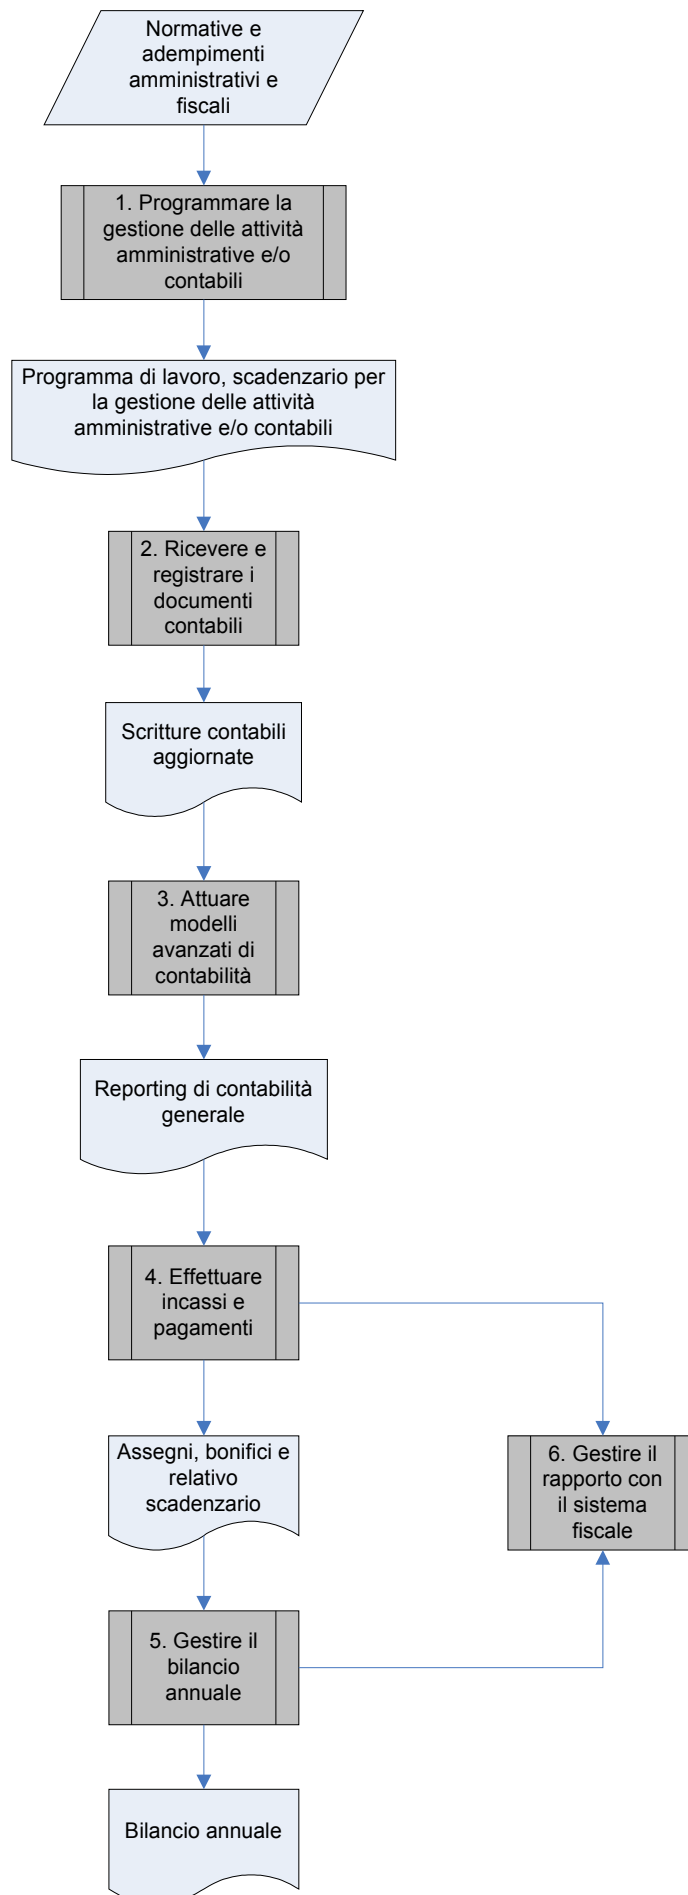 Normative e
adempimenti
amministrativi e
fiscali
1. Programmare la
gestione delle attività
amministrative e/o
contabili
Programma di lavoro, scadenzario per
la gestione delle attività
amministrative e/o contabili
2. Ricevere e
registrare i
documenti
contabili
Scritture contabili
aggiornate
3. Attuare
modelli
avanzati di
contabilità
Reporting di contabilità
generale
4. Effettuare
incassi e
pagamenti
Assegni, bonifici e
relativo
scadenzario
6. Gestire il
rapporto con
il sistema
fiscale
5. Gestire il
bilancio
annuale
Bilancio annuale